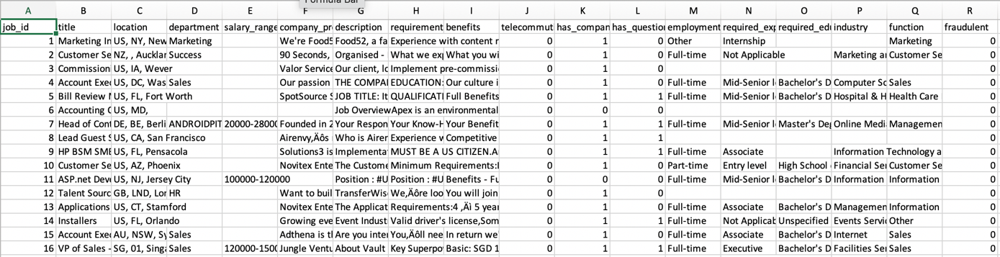 Formula Bar
A B C D E F G H I J K L M N O P Q R
job_id title location department salary_range company_pr description requirement benefits telecommut has_compan has_questio employment required_exp required_edu industry function fraudulent
1 Marketing In US, NY, New Marketing We're Food5 Food52, a fa Experience with content r 0 1 0 Other Internship Marketing 0
2 Customer Se NZ, , Aucklar Success 90 Seconds, Organised - What we exp What you wi 0 1 0 Full-time Not Applicable Marketing ar Customer Se 0
3 Commission US, IA, Wever Valor Service Our client, lo Implement pre-commissi 0 1 0 0
4 Account Exec US, DC, Was Sales Our passion THE COMPAI EDUCATION: Our culture i 0 1 0 Full-time Mid-Senior l Bachelor's D Computer So Sales 0
5 Bill Review M US, FL, Fort Worth SpotSource S JOB TITLE: It QUALIFICATI Full Benefits 0 1 1 Full-time Mid-Senior l Bachelor's D Hospital & H Health Care 0
6 Accounting C US, MD, Job Overview Apex is an environmental 0 0 0 0
7 Head of Cont DE, BE, Berli ANDROIDPIT 20000-28000 Founded in 2 Your Respon Your Know-H Your Benefit 0 1 1 Full-time Mid-Senior l Master's Deg Online Medi Managemen 0
8 Lead Guest S US, CA, San Francisco Airenvy‚Äôs Who is Airer Experience w Competitive 0 1 1 0
9 HP BSM SME US, FL, Pensacola Solutions3 is Implementa MUST BE A US CITIZEN.A 0 1 1 Full-time Associate Information Technology a 0
10 Customer Se US, AZ, Phoenix Novitex Ente The Custome Minimum Requirements: 0 1 0 Part-time Entry level High School Financial Ser Customer Se 0
11 ASP.net Deve US, NJ, Jersey City 100000-120000 Position : #U Position : #U Benefits - Fu 0 0 0 Full-time Mid-Senior l Bachelor's D Information Information 0
12 Talent Sourc GB, LND, Lor HR Want to buil TransferWis We‚Äôre loo You will join 0 1 0 0
13 Applications US, CT, Stamford Novitex Ente The Applicat Requirements:4 ‚Äì 5 year 0 1 0 Full-time Associate Bachelor's D Managemen Information 0
14 Installers US, FL, Orlando Growing eve Event Indust Valid driver's license,Som 0 1 1 Full-time Not Applicab Unspecified Events Servic Other 0
15 Account Exec AU, NSW, Sy Sales Adthena is th Are you inter You‚Äôll nee In return we' 0 1 0 Full-time Associate Bachelor's D Internet Sales 0
16 VP of Sales - SG, 01, Singa Sales 120000-1500 Jungle Ventu About Vault Key Superpo Basic: SGD 1 0 1 1 Full-time Executive Bachelor's D Facilities Ser Sales 0